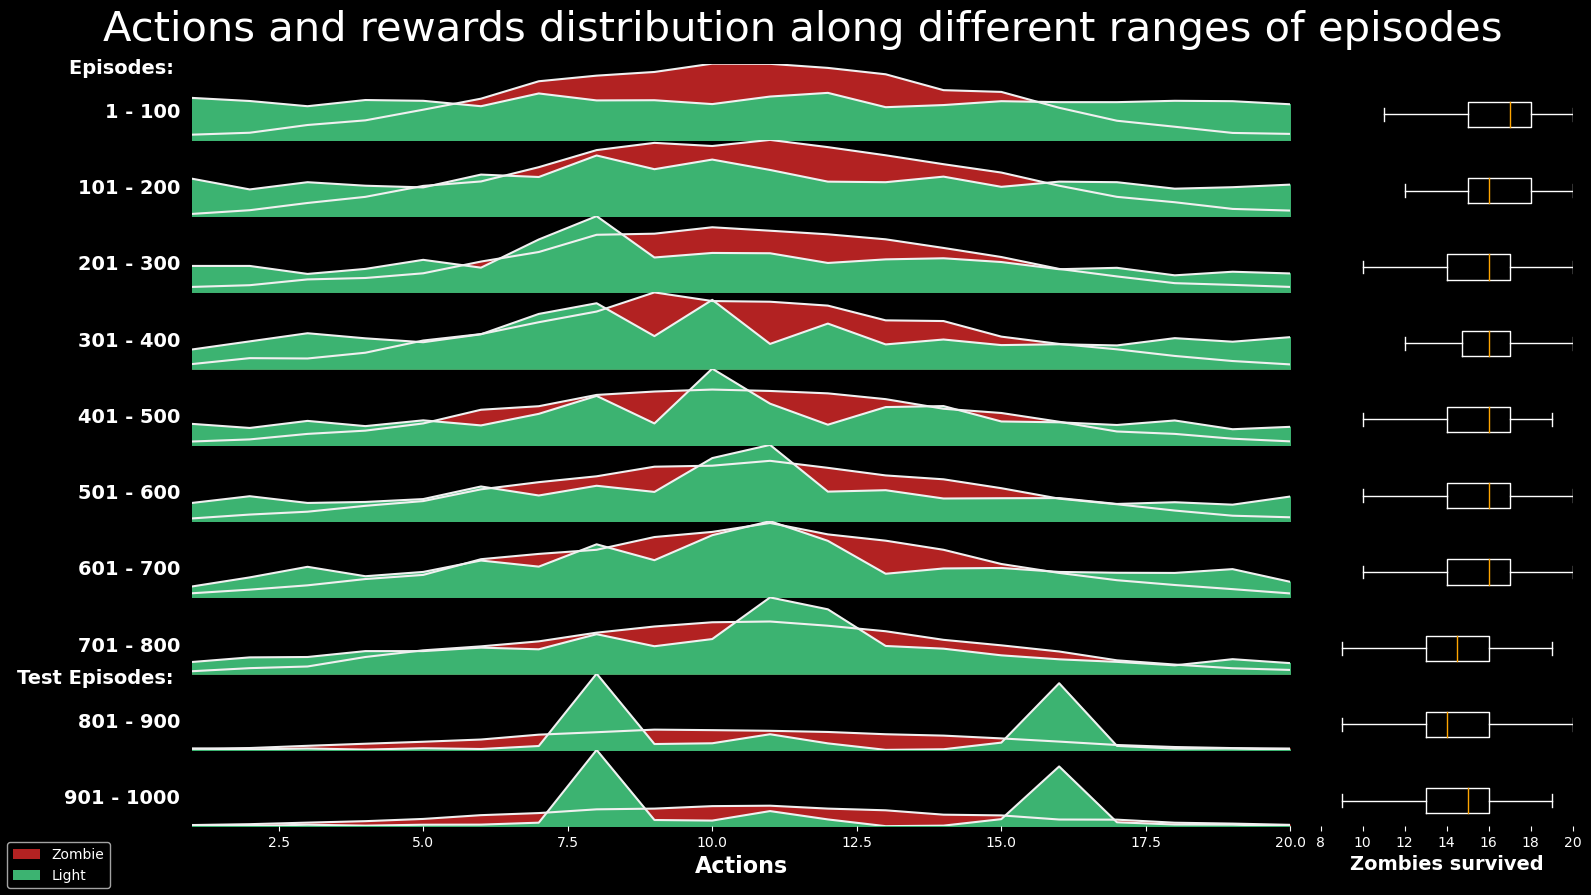 Actions and rewards distribution along different ranges of episodes
Episodes:
1 - 100
101 - 200
201 - 300
301 - 400
401 - 500
501 - 600
601 - 700
701 - 800
Test Episodes:
801 - 900
901 - 1000
2.5 5.0 7.5 10.0 12.5 15.0 17.5 20.0
8 10 12 14 16 18 20
Actions
Zombies survived
Zombie
Light